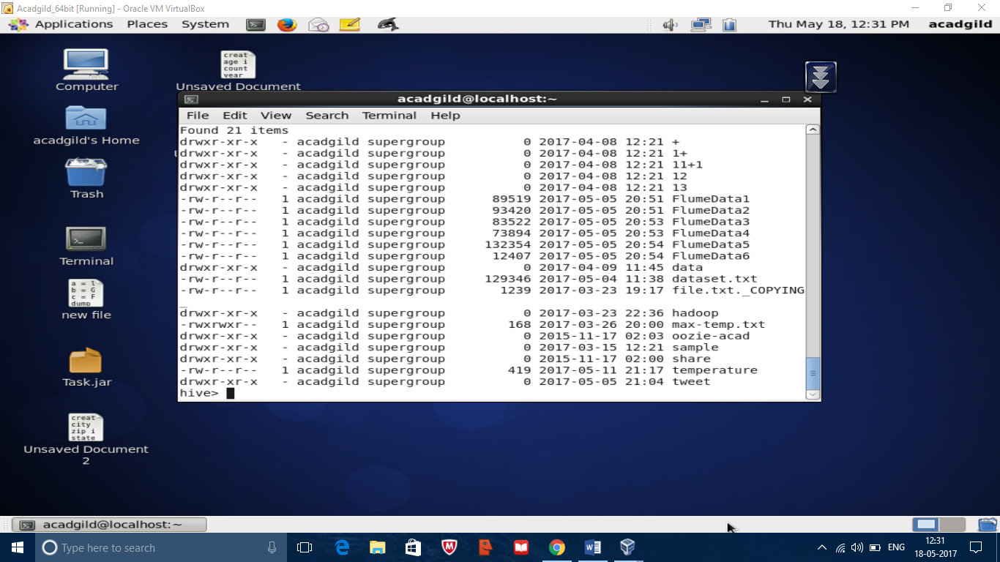 Acadgild_64bit [Running] - Oracle VM VirtualBox
Applications Places System Thu May 18, 12:31 PM acadgild
Computer
creat
age i
count
year
Unsaved Document
acadgild's Home
Trash
Terminal
a = l
b = G
c = F
dump
new file
Task.jar
creat
city
zip i
state
Unsaved Document
2
acadgild@localhost:~
File Edit View Search Terminal Help
Found 21 items
drwxr-xr-x - acadgild supergroup 0 2017-04-08 12:21 +
drwxr-xr-x - acadgild supergroup 0 2017-04-08 12:21 1+
drwxr-xr-x - acadgild supergroup 0 2017-04-08 12:21 11+1
drwxr-xr-x - acadgild supergroup 0 2017-04-08 12:21 12
drwxr-xr-x - acadgild supergroup 0 2017-04-08 12:21 13
-rw-r--r-- 1 acadgild supergroup 89519 2017-05-05 20:51 FlumeData1
-rw-r--r-- 1 acadgild supergroup 93420 2017-05-05 20:51 FlumeData2
-rw-r--r-- 1 acadgild supergroup 83522 2017-05-05 20:53 FlumeData3
-rw-r--r-- 1 acadgild supergroup 73894 2017-05-05 20:53 FlumeData4
-rw-r--r-- 1 acadgild supergroup 132354 2017-05-05 20:54 FlumeData5
-rw-r--r-- 1 acadgild supergroup 12407 2017-05-05 20:54 FlumeData6
drwxr-xr-x - acadgild supergroup 0 2017-04-09 11:45 data
-rw-r--r-- 1 acadgild supergroup 129346 2017-05-04 11:38 dataset.txt
-rw-r--r-- 1 acadgild supergroup 1239 2017-03-23 19:17 file.txt._COPYING
_
drwxr-xr-x - acadgild supergroup 0 2017-03-23 22:36 hadoop
-rwxrwxr-- 1 acadgild supergroup 168 2017-03-26 20:00 max-temp.txt
drwxr-xr-x - acadgild supergroup 0 2015-11-17 02:03 oozie-acad
drwxr-xr-x - acadgild supergroup 0 2017-03-15 12:21 sample
drwxr-xr-x - acadgild supergroup 0 2015-11-17 02:00 share
-rw-r--r-- 1 acadgild supergroup 419 2017-05-11 21:17 temperature
drwxr-xr-x - acadgild supergroup 0 2017-05-05 21:04 tweet
hive>
acadgild@localhost:~
Type here to search
ENG
12:31
18-05-2017